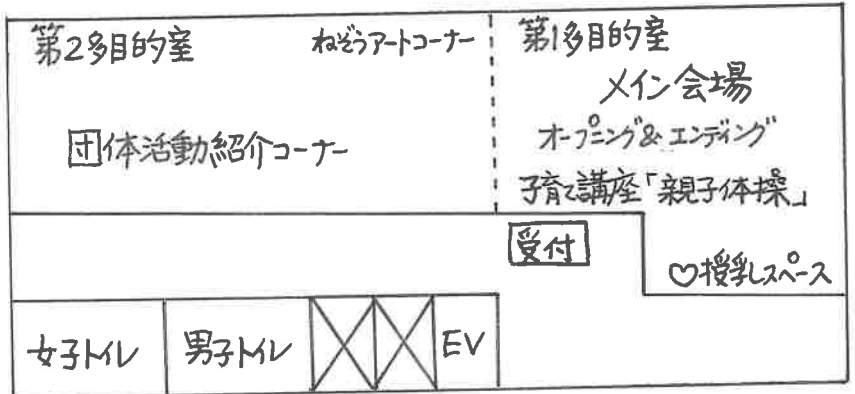 第2多目的室
ねぞうアートコーナー
団体活動紹介コーナー
第1多目的室
メイン会場
オープニング&エンディング
子育て講座「親子体操」
受付
♡授乳スペース
女子トイレ
男子トイレ
EV